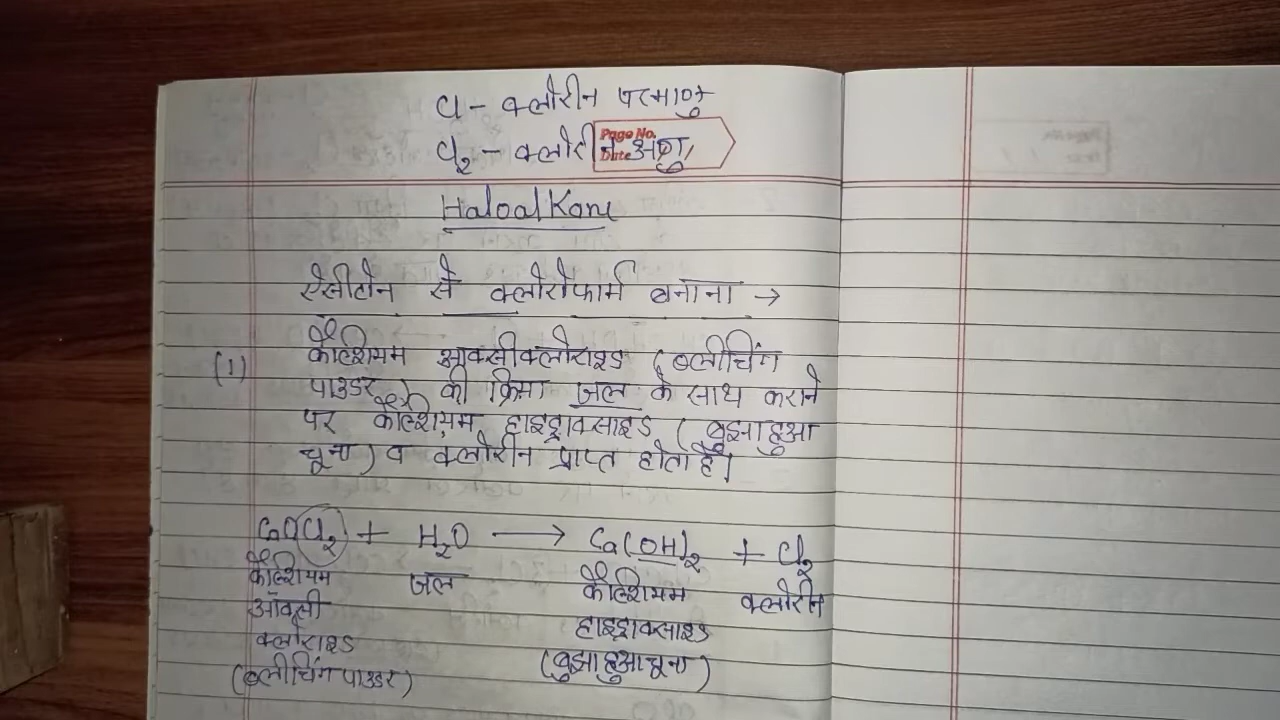 Cl - क्लोरीन परमाणु
Page No.
Cl2 - क्लोरीन अणु
Date
Haloalkane
ऐसीटोन से क्लोरोफार्म बनाना →
(1) कैल्शियम ऑक्सीक्लोराइड (ब्लीचिंग
पाउडर) की क्रिया जल के साथ कराने
पर कैल्शियम हाइड्राक्साइड (बुझा हुआ
चूना) व क्लोरीन प्राप्त होता है।
CaOCl2 + H2O → Ca(OH)2 + Cl2
कैल्शियम जल कैल्शियम क्लोरीन
ऑक्सी हाइड्राक्साइड
क्लोराइड (बुझा हुआ चूना)
(ब्लीचिंग पाउडर)